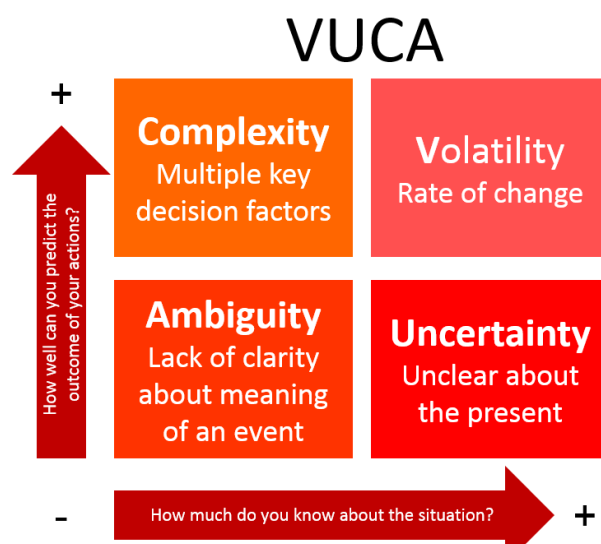 VUCA
+
Complexity
Multiple key
decision factors
Volatility
Rate of change
How well can you predict the
outcome of your actions?
Ambiguity
Lack of clarity
about meaning
of an event
Uncertainty
Unclear about
the present
-
How much do you know about the situation?
+